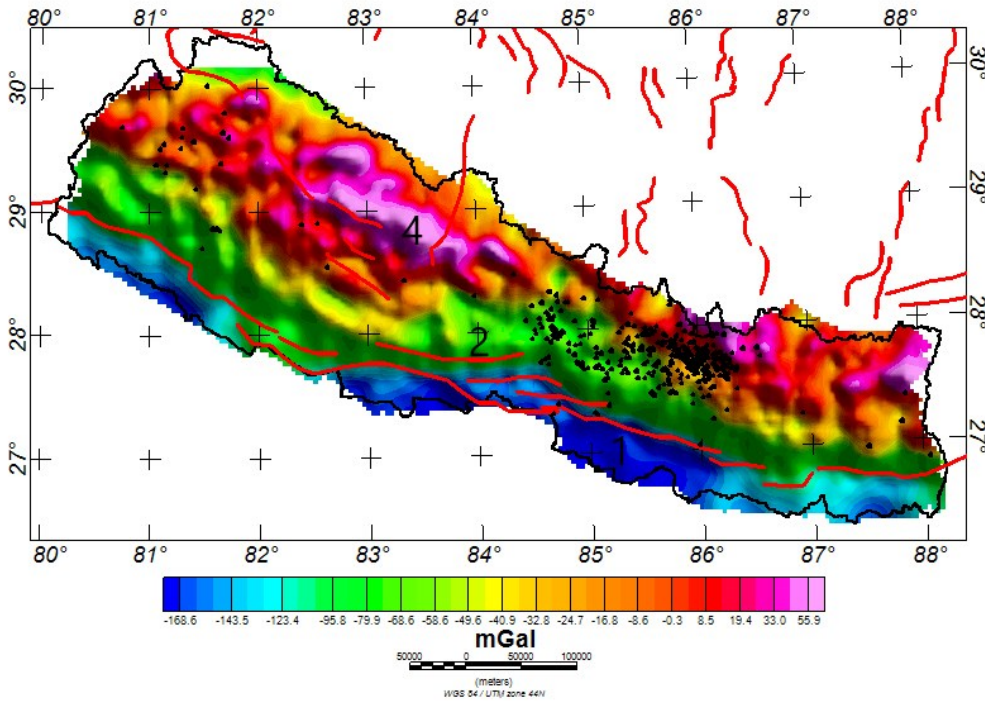 80° 81° 82° 83° 84° 85° 86° 87° 88°
30° 30°
29° 29°
4
28° 28°
2
27° 27°
1
80° 81° 82° 83° 84° 85° 86° 87° 88°
-168.6 -143.5 -123.4 -95.8 -79.9 -68.6 -58.6 -49.6 -40.9 -32.8 -24.7 -16.8 -8.6 -0.3 8.5 19.4 33.0 55.9
mGal
50000 0 50000 100000
(meters)
WGS 84 / UTM zone 44N